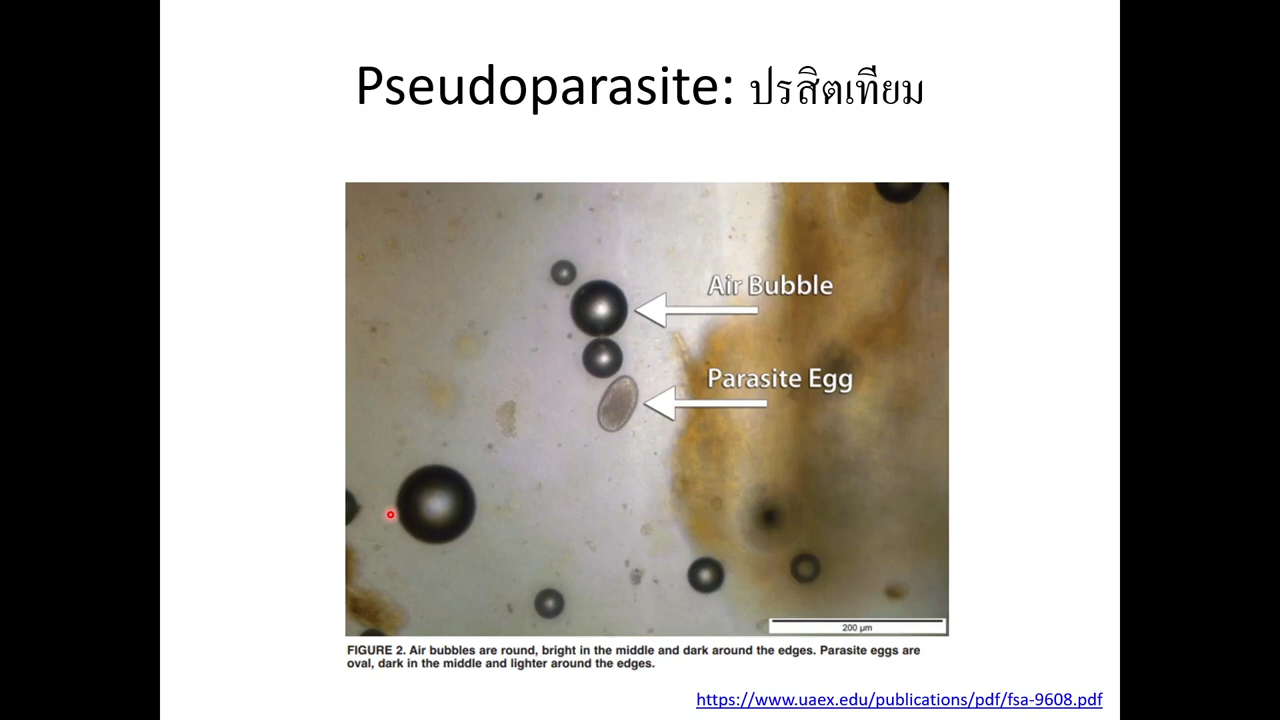 Pseudoparasite: ปรสิตเทียม
Air Bubble
Parasite Egg
200 µm
FIGURE 2. Air bubbles are round, bright in the middle and dark around the edges. Parasite eggs are
oval, dark in the middle and lighter around the edges.
https://www.uaex.edu/publications/pdf/fsa-9608.pdf